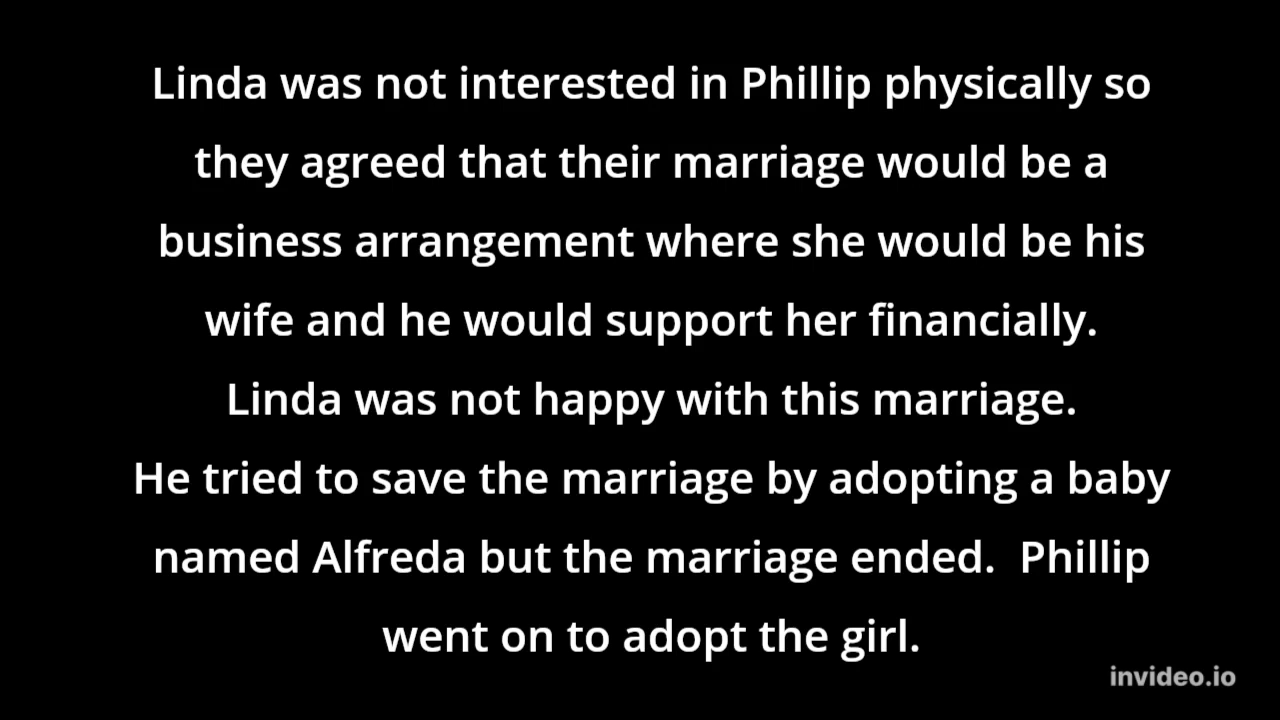 Linda was not interested in Phillip physically so
they agreed that their marriage would be a
business arrangement where she would be his
wife and he would support her financially.
Linda was not happy with this marriage.
He tried to save the marriage by adopting a baby
named Alfreda but the marriage ended.  Phillip
went on to adopt the girl.
invideo.io